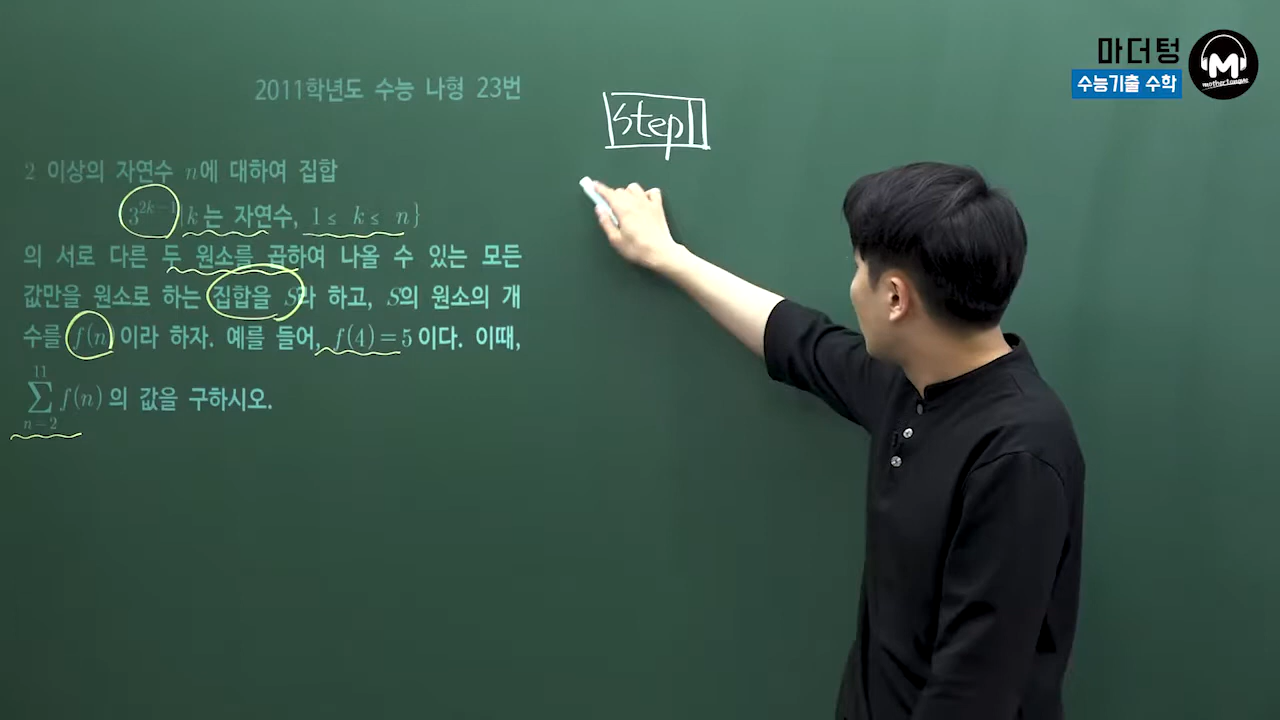 마더텅
수능기출 수학
M
mothertongue
2011학년도 수능 나형 23번
Step1
2 이상의 자연수 n에 대하여 집합
3^{2k-1}|k는 자연수, 1≤ k≤ n}
의 서로 다른 두 원소를 곱하여 나올 수 있는 모든
값만을 원소로 하는 집합을 S라 하고, S의 원소의 개
수를 f(n)이라 하자. 예를 들어, f(4)=5이다. 이때,
11
∑ f(n)의 값을 구하시오.
n=2